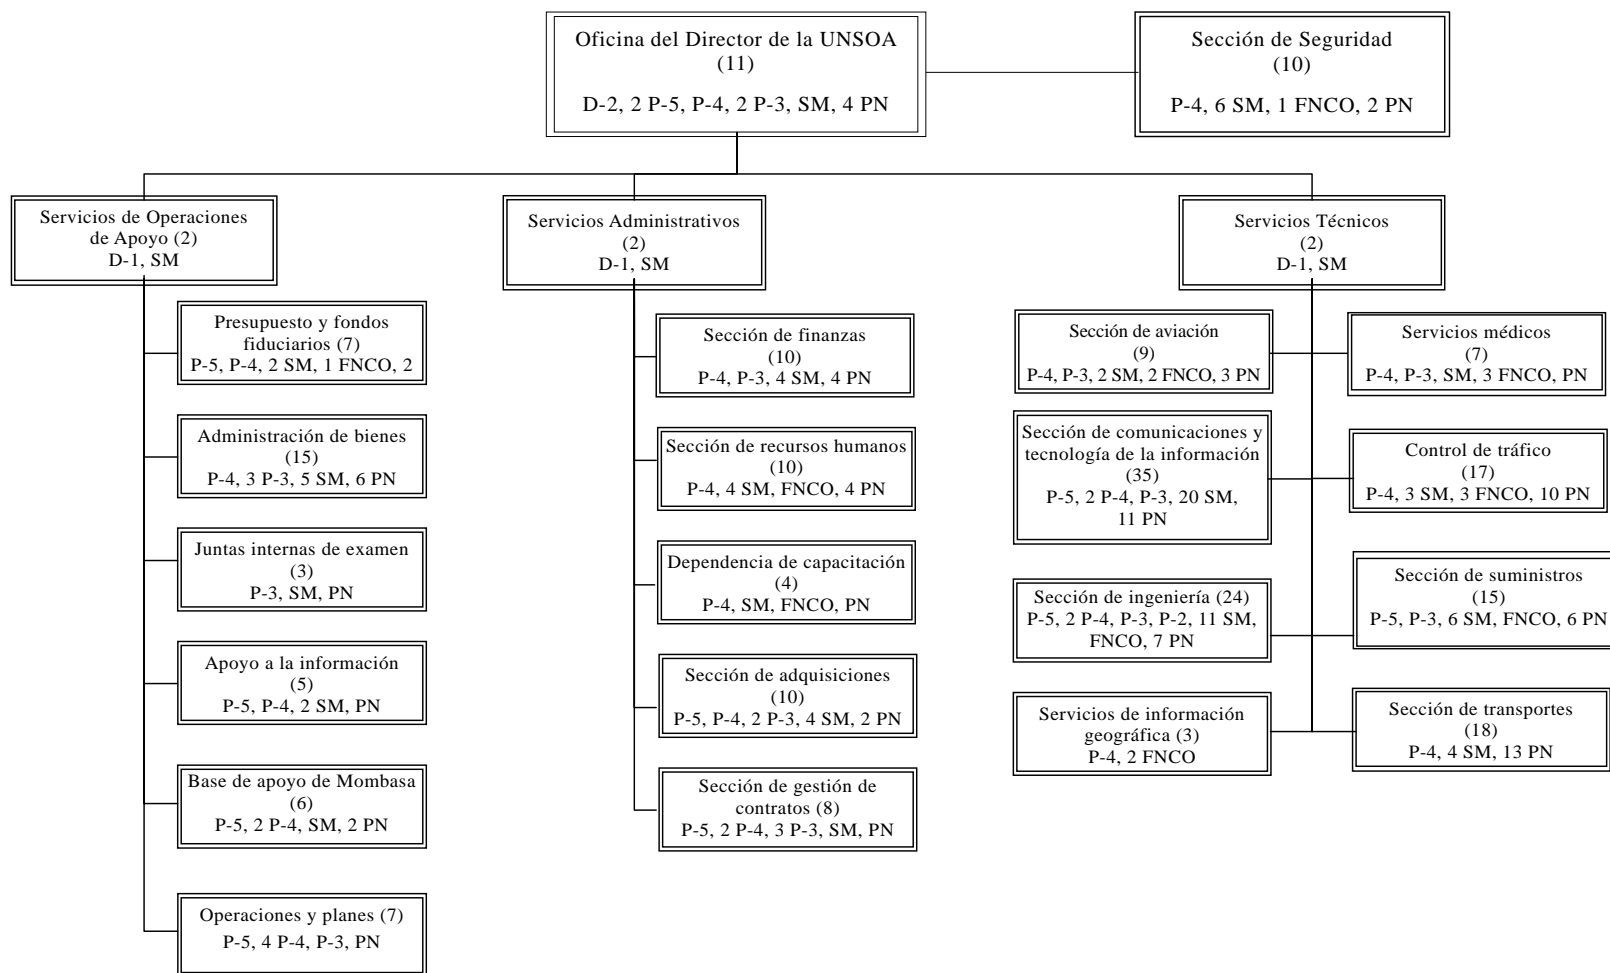 Oficina del Director de la UNSOA
(11)
D-2, 2 P-5, P-4, 2 P-3, SM, 4 PN
Sección de Seguridad
(10)
P-4, 6 SM, 1 FNCO, 2 PN
Servicios de Operaciones
de Apoyo (2)
D-1, SM
Presupuesto y fondos
fiduciarios (7)
P-5, P-4, 2 SM, 1 FNCO, 2
Administración de bienes
(15)
P-4, 3 P-3, 5 SM, 6 PN
Juntas internas de examen
(3)
P-3, SM, PN
Apoyo a la información
(5)
P-5, P-4, 2 SM, PN
Base de apoyo de Mombasa
(6)
P-5, 2 P-4, SM, 2 PN
Operaciones y planes (7)
P-5, 4 P-4, P-3, PN
Servicios Administrativos
(2)
D-1, SM
Sección de finanzas
(10)
P-4, P-3, 4 SM, 4 PN
Sección de recursos humanos
(10)
P-4, 4 SM, FNCO, 4 PN
Dependencia de capacitación
(4)
P-4, SM, FNCO, PN
Sección de adquisiciones
(10)
P-5, P-4, 2 P-3, 4 SM, 2 PN
Sección de gestión de
contratos (8)
P-5, 2 P-4, 3 P-3, SM, PN
Servicios Técnicos
(2)
D-1, SM
Sección de aviación
(9)
P-4, P-3, 2 SM, 2 FNCO, 3 PN
Sección de comunicaciones y
tecnología de la información
(35)
P-5, 2 P-4, P-3, 20 SM,
11 PN
Sección de ingeniería (24)
P-5, 2 P-4, P-3, P-2, 11 SM,
FNCO, 7 PN
Servicios de información
geográfica (3)
P-4, 2 FNCO
Servicios médicos
(7)
P-4, P-3, SM, 3 FNCO, PN
Control de tráfico
(17)
P-4, 3 SM, 3 FNCO, 10 PN
Sección de suministros
(15)
P-5, P-3, 6 SM, FNCO, 6 PN
Sección de transportes
(18)
P-4, 4 SM, 13 PN